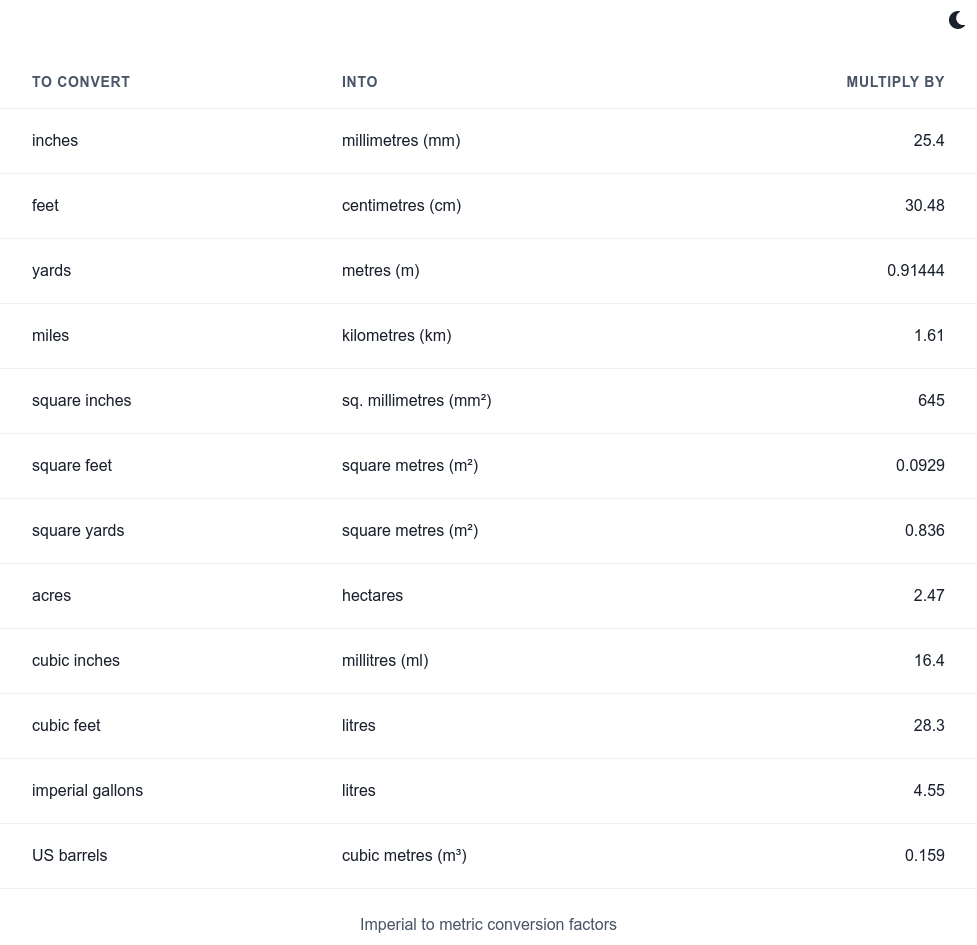 TO CONVERT INTO MULTIPLY BY
inches millimetres (mm) 25.4
feet centimetres (cm) 30.48
yards metres (m) 0.91444
miles kilometres (km) 1.61
square inches sq. millimetres (mm²) 645
square feet square metres (m²) 0.0929
square yards square metres (m²) 0.836
acres hectares 2.47
cubic inches millitres (ml) 16.4
cubic feet litres 28.3
imperial gallons litres 4.55
US barrels cubic metres (m³) 0.159
Imperial to metric conversion factors